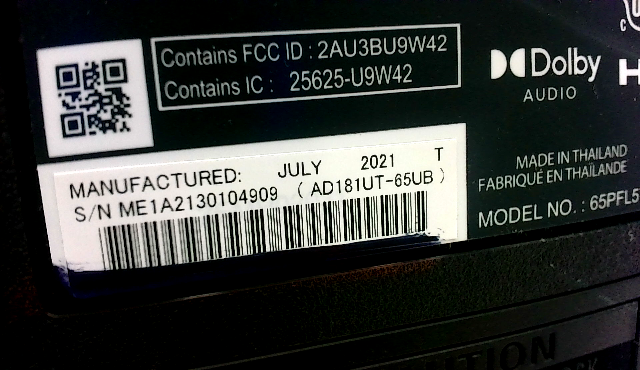 Contains FCC ID : 2AU3BU9W42
Contains IC : 25625-U9W42
Dolby
AUDIO
MANUFACTURED: JULY 2021 T
S/N ME1A2130104909 (AD181UT-65UB)
MADE IN THAILAND
FABRIQUÉ EN THAÏLANDE
MODEL NO. : 65PFL5